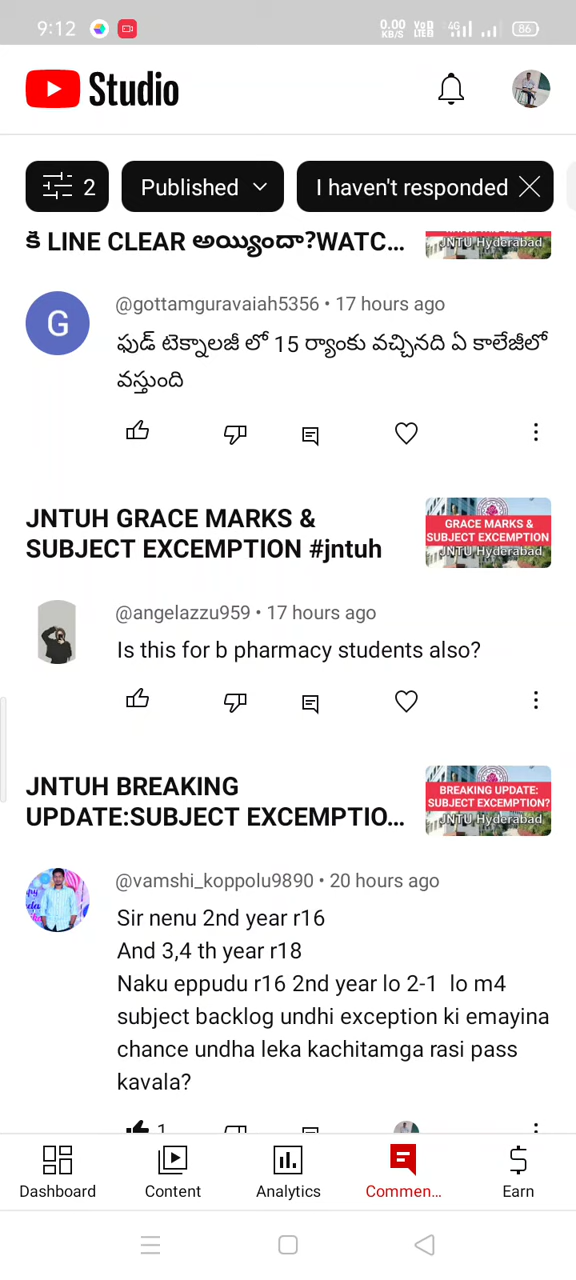 9:12
0.00 KB/S VoD LTE 4G 86
Studio
2
Published
I haven't responded
కి LINE CLEAR అయ్యిందా?WATC...
JNTU Hyderabad
G
@gottamguravaiah5356 • 17 hours ago
ఫుడ్ టెక్నాలజీ లో 15 ర్యాంకు వచ్చినది ఏ కాలేజీలో
వస్తుంది
JNTUH GRACE MARKS &
SUBJECT EXCEMPTION #jntuh
GRACE MARKS &
SUBJECT EXCEMPTION
JNTU Hyderabad
@angelazzu959 • 17 hours ago
Is this for b pharmacy students also?
JNTUH BREAKING
UPDATE:SUBJECT EXCEMPTIO...
BREAKING UPDATE:
SUBJECT EXCEMPTION?
JNTU Hyderabad
@vamshi_koppolu9890 • 20 hours ago
Sir nenu 2nd year r16
And 3,4 th year r18
Naku eppudu r16 2nd year lo 2-1 lo m4
subject backlog undhi exception ki emayina
chance undha leka kachitamga rasi pass
kavala?
1
Dashboard
Content
Analytics
Commen...
Earn